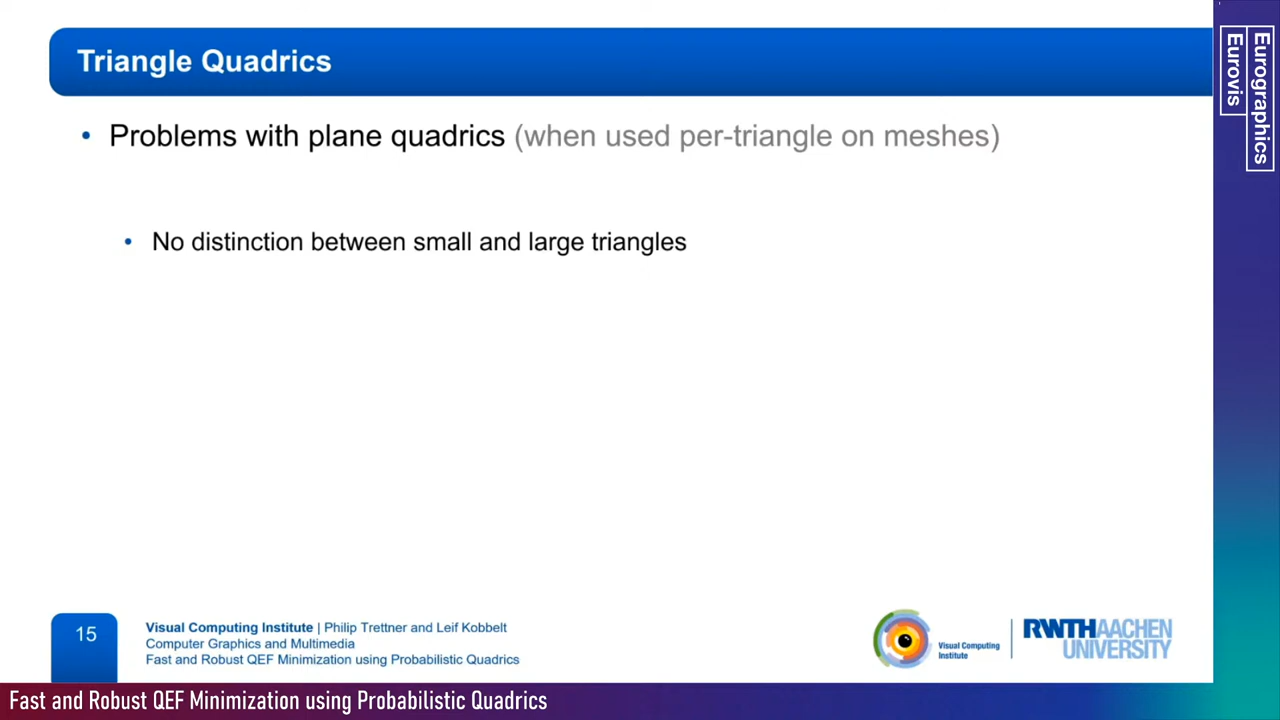 Triangle Quadrics
• Problems with plane quadrics (when used per-triangle on meshes)
• No distinction between small and large triangles
15
Visual Computing Institute | Philip Trettner and Leif Kobbelt
Computer Graphics and Multimedia
Fast and Robust QEF Minimization using Probabilistic Quadrics
Visual Computing
Institute
RWTHAACHEN
UNIVERSITY
Fast and Robust QEF Minimization using Probabilistic Quadrics
Eurographics
Eurovis